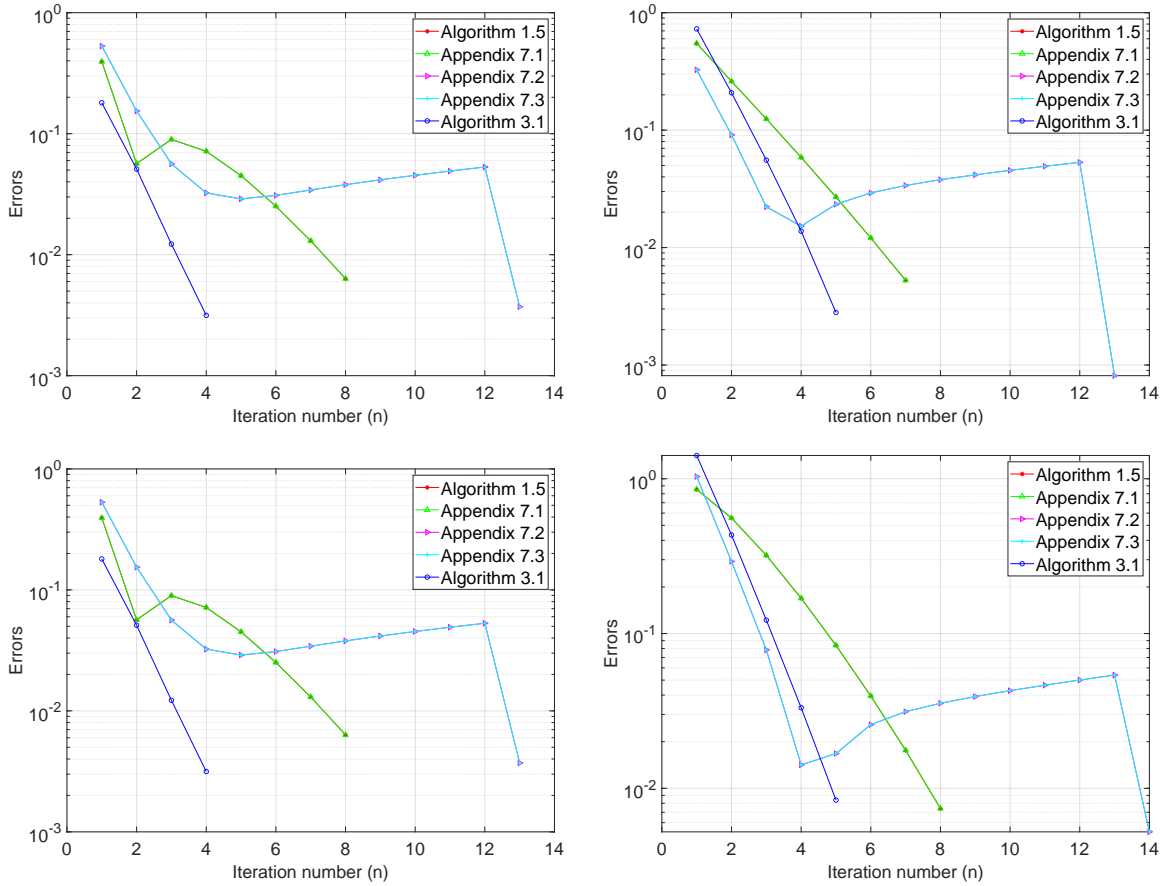 10^0
10^-1
10^-2
10^-3
Errors
0 2 4 6 8 10 12 14
Iteration number (n)
Algorithm 1.5
Appendix 7.1
Appendix 7.2
Appendix 7.3
Algorithm 3.1
10^0
10^-1
10^-2
10^-3
Errors
0 2 4 6 8 10 12 14
Iteration number (n)
Algorithm 1.5
Appendix 7.1
Appendix 7.2
Appendix 7.3
Algorithm 3.1
10^0
10^-1
10^-2
10^-3
Errors
0 2 4 6 8 10 12 14
Iteration number (n)
Algorithm 1.5
Appendix 7.1
Appendix 7.2
Appendix 7.3
Algorithm 3.1
10^0
10^-1
10^-2
Errors
0 2 4 6 8 10 12 14
Iteration number (n)
Algorithm 1.5
Appendix 7.1
Appendix 7.2
Appendix 7.3
Algorithm 3.1